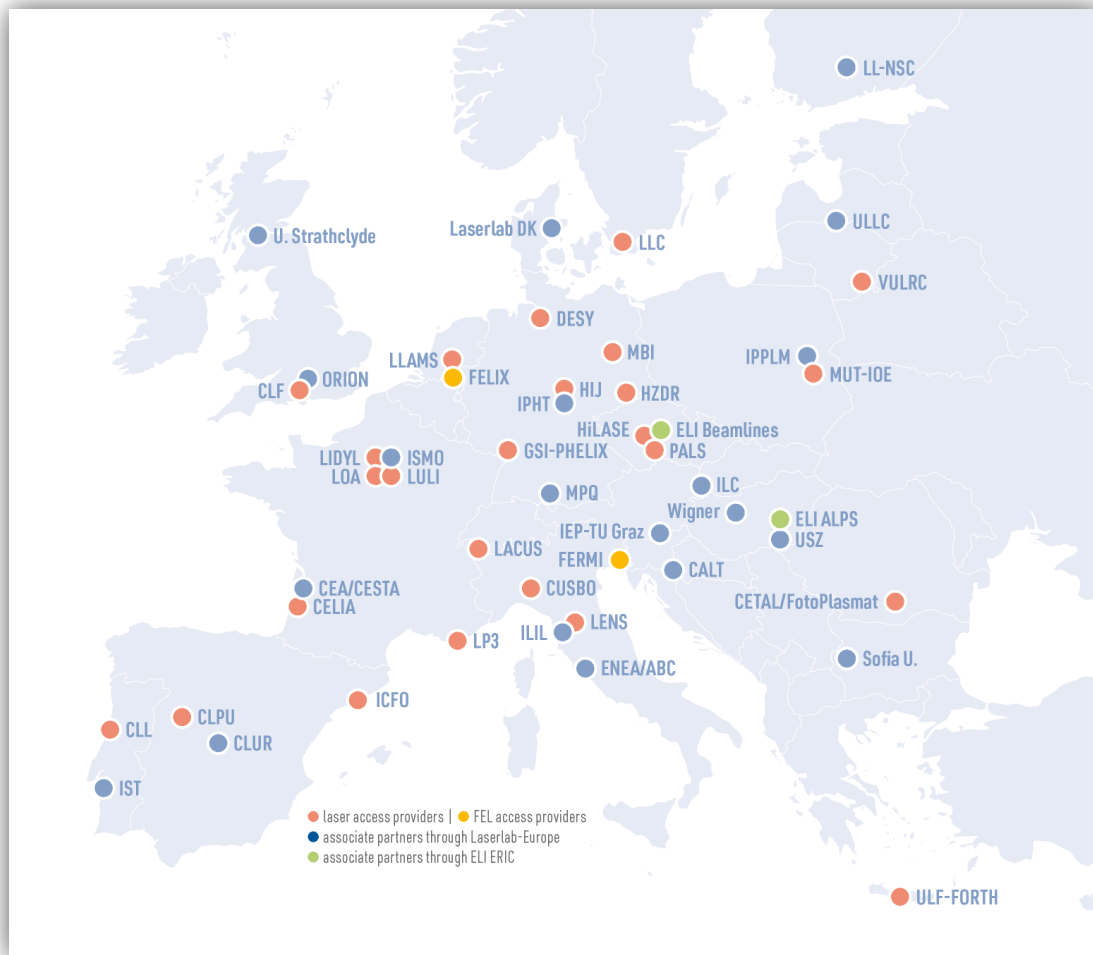 LL-NSC
ULLC
U. Strathclyde
Laserlab DK
LLC
VULRC
DESY
MBI
IPPLM
LLAMS
MUT-IOE
FELIX
ORION
CLF
HIJ
HZDR
IPHT
HiLASE
ELI Beamlines
GSI-PHELIX
PALS
LIDYL
ISMO
LOA
LULI
ILC
MPQ
Wigner
ELI ALPS
IEP-TU Graz
USZ
LACUS
FERMI
CALT
CEA/CESTA
CUSBO
CELIA
CETAL/FotoPlasmat
LENS
ILIL
LP3
Sofia U.
ENEA/ABC
ICFO
CLPU
CLL
CLUR
IST
laser access providers | FEL access providers
associate partners through Laserlab-Europe
associate partners through ELI ERIC
ULF-FORTH